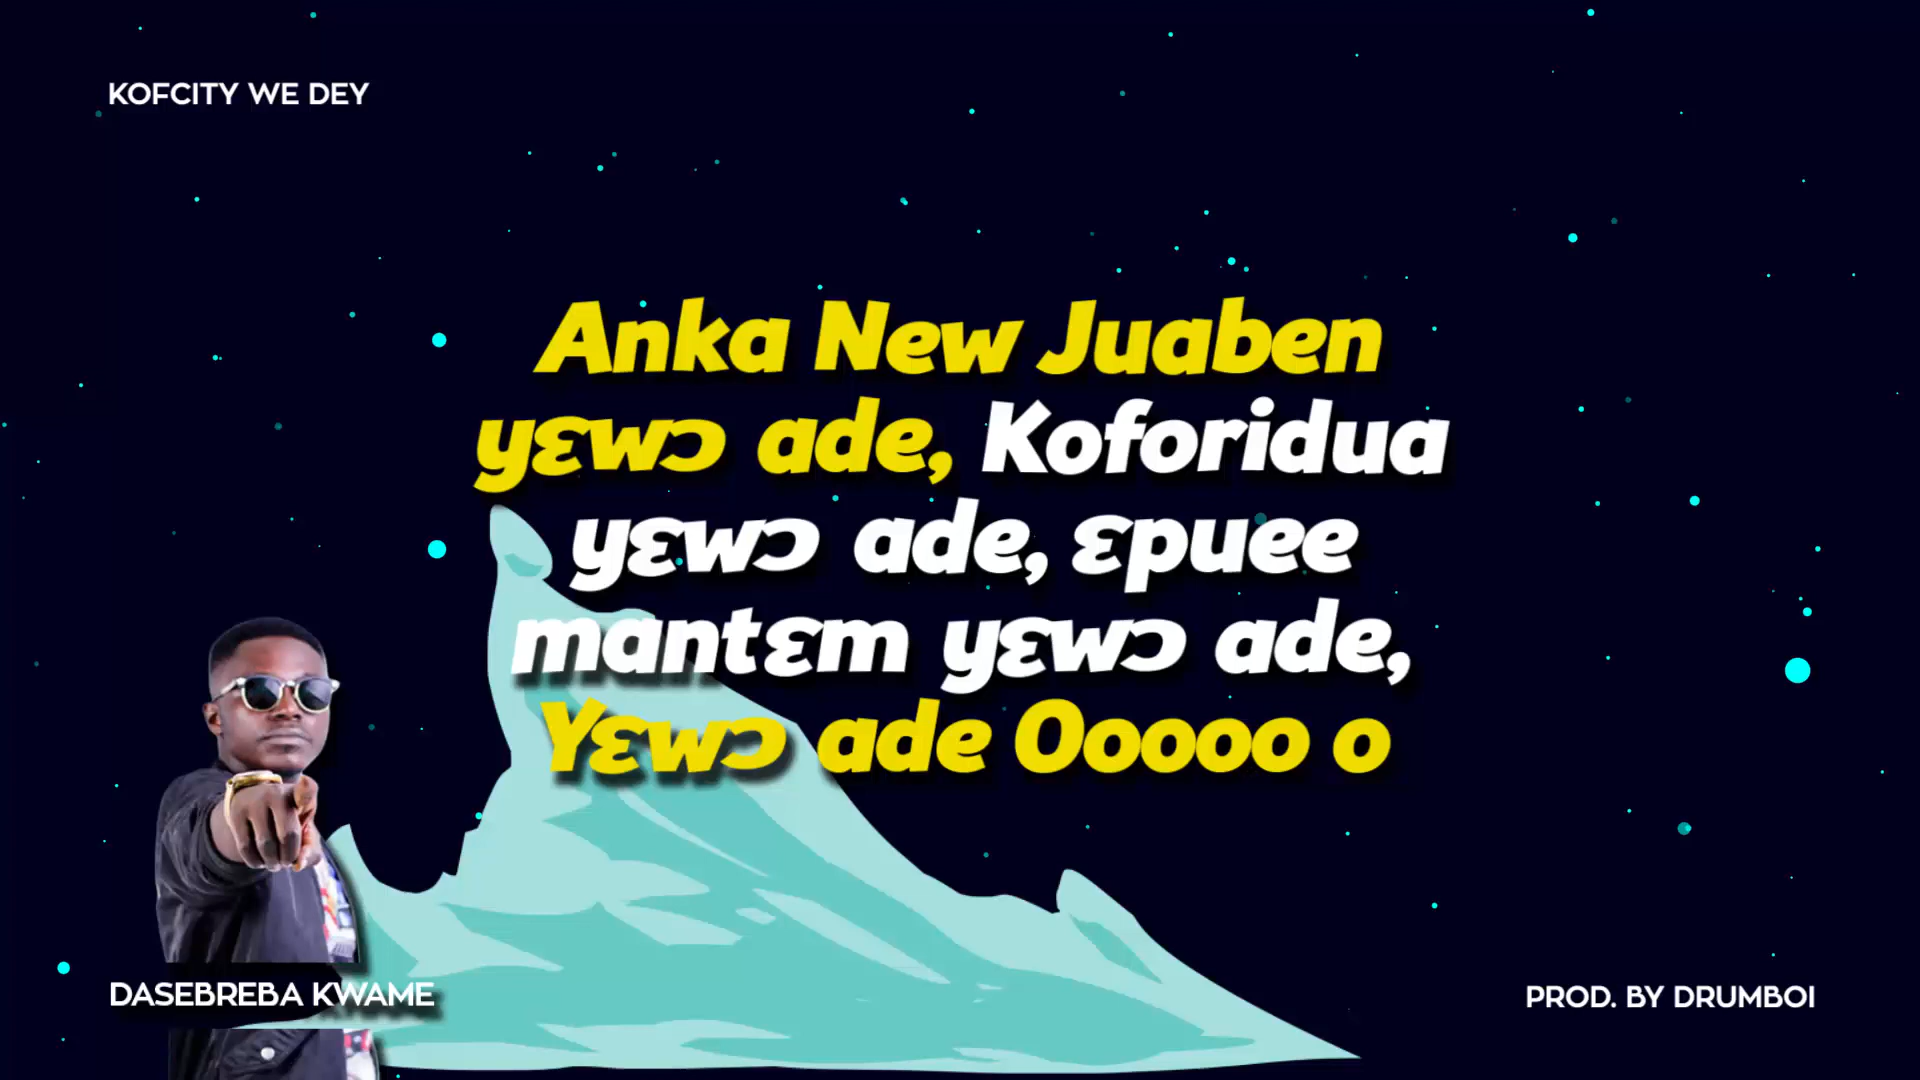 KOFCITY WE DEY
Anka New Juaben
yɛwɔ ade, Koforidua
yɛwɔ ade, ɛpuee
mantɛm yɛwɔ ade,
Yɛwɔ ade Ooooo o
DASEBREBA KWAME
PROD. BY DRUMBOI